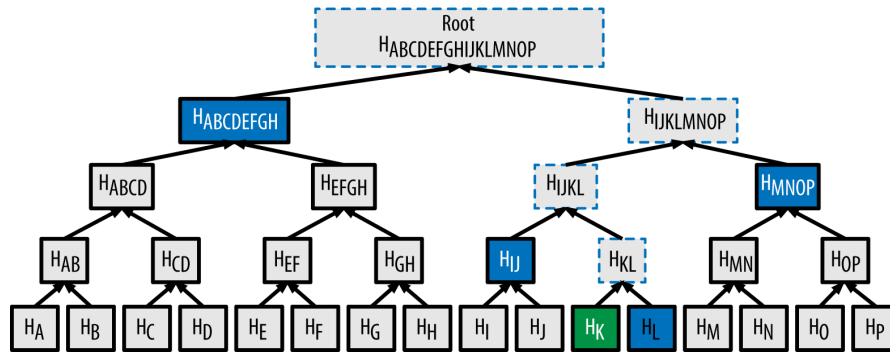 Root
HABCDEFGHIJKLMNOP
HABCDEFGH
HIJKLMNOP
HABCD
HEFGH
HIJKL
HMNOP
HAB
HCD
HEF
HGH
HIJ
HKL
HMN
HOP
HA
HB
HC
HD
HE
HF
HG
HH
HI
HJ
HK
HL
HM
HN
HO
HP